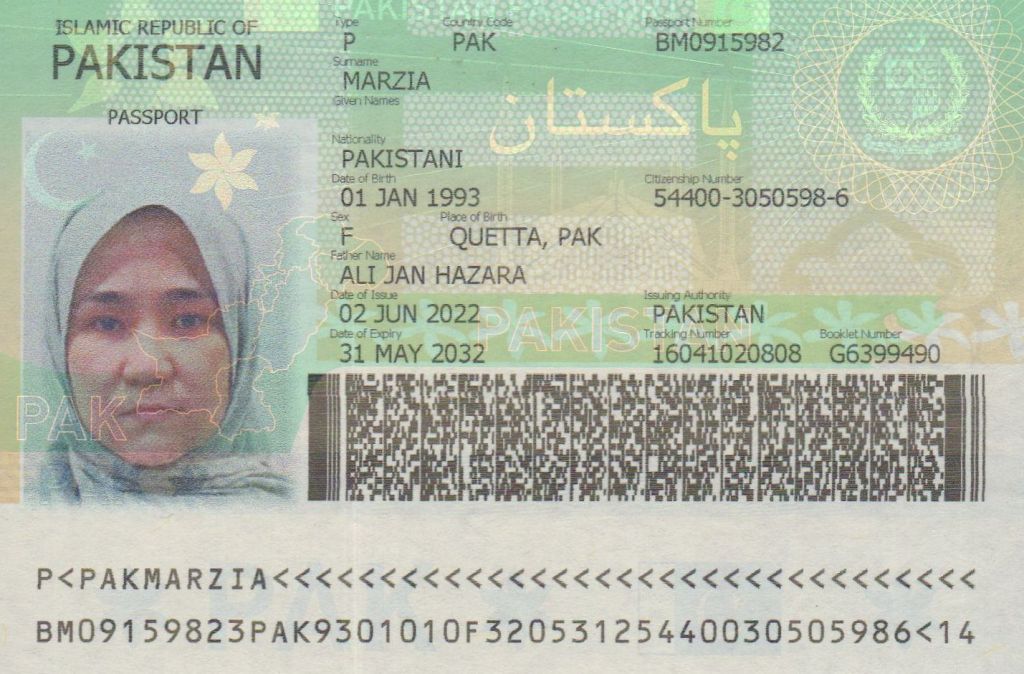 ISLAMIC REPUBLIC OF
PAKISTAN
PASSPORT
Type Country Code Passport Number
P PAK BM0915982
Surname
MARZIA
Given Names
پاکستان
Nationality
PAKISTANI
Date of Birth Citizenship Number
01 JAN 1993 54400-3050598-6
Sex Place of Birth
F QUETTA, PAK
Father Name
ALI JAN HAZARA
Date of Issue Issuing Authority
02 JUN 2022 PAKISTAN
PAKISTAN
Date of Expiry Tracking Number Booklet Number
31 MAY 2032 16041020808 G6399490
PAK
P<PAKMARZIA<<<<<<<<<<<<<<<<<<<<<<<<<<<<<<<<<
BM09159823PAK9301010F32053125440030505986<14